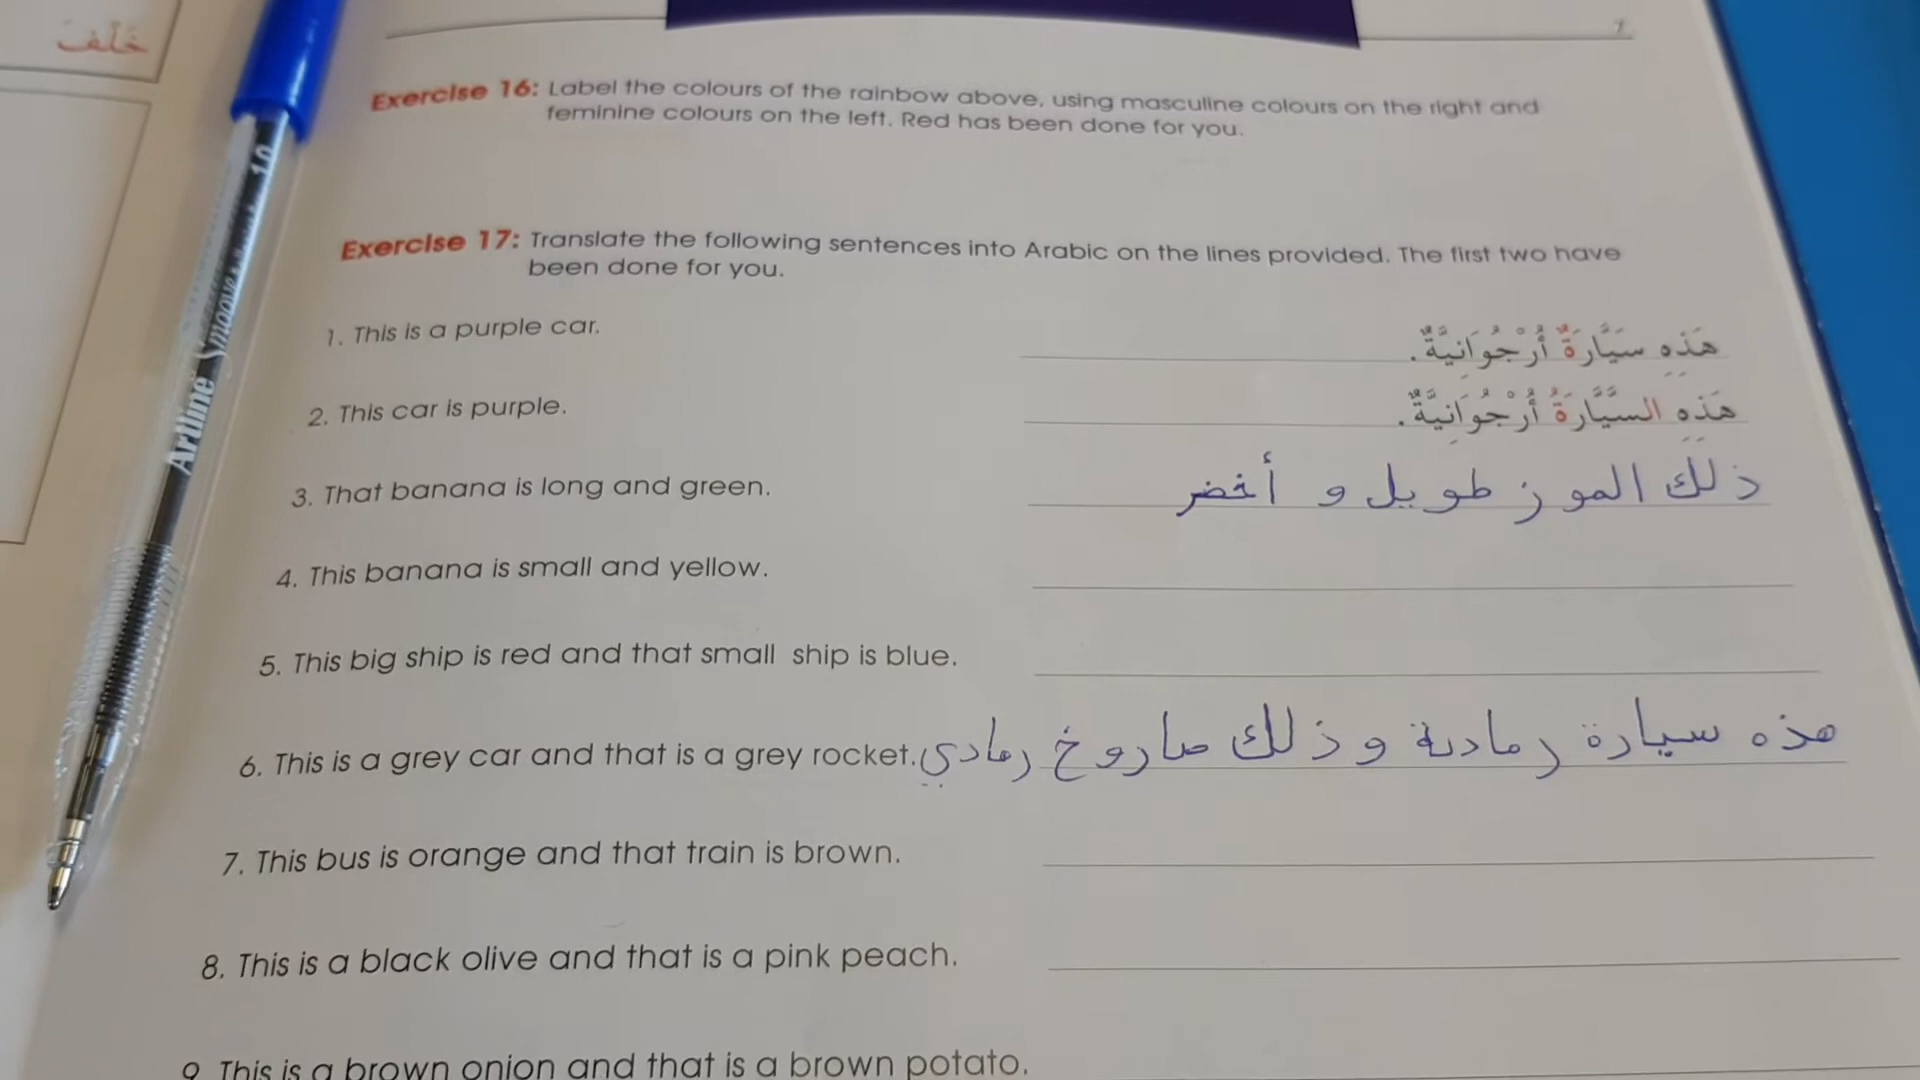 خَلْفَ
Artline Smoove 1.0
7
Exercise 16: Label the colours of the rainbow above, using masculine colours on the right and
feminine colours on the left. Red has been done for you.
Exercise 17: Translate the following sentences into Arabic on the lines provided. The first two have
been done for you.
1. This is a purple car.
هَذِهِ سَيَّارَةٌ أُرْجُوَانِيَّةٌ.
2. This car is purple.
هَذِهِ السَّيَّارَةُ أُرْجُوَانِيَّةٌ.
3. That banana is long and green.
ذلك الموز طويل و أخضر
4. This banana is small and yellow.
5. This big ship is red and that small ship is blue.
6. This is a grey car and that is a grey rocket.
هذه سيارة رمادية وذلك صاروخ رمادي
7. This bus is orange and that train is brown.
8. This is a black olive and that is a pink peach.
9. This is a brown onion and that is a brown potato.